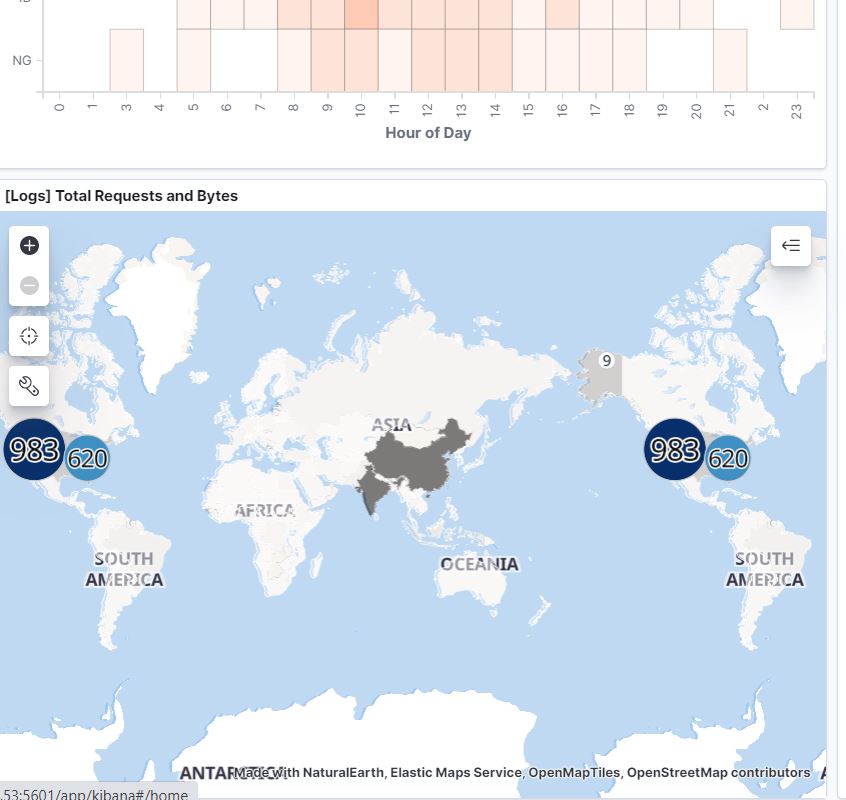 NG
0 1 3 4 5 6 7 8 9 10 11 12 13 14 15 16 17 18 19 20 21 2 23
Hour of Day
[Logs] Total Requests and Bytes
9
ASIA
983 620 983 620
AFRICA
SOUTH AMERICA
OCEANIA
SOUTH AMERICA
ANTARCTICA
Made with NaturalEarth, Elastic Maps Service, OpenMapTiles, OpenStreetMap contributors
.53:5601/app/kibana#/home